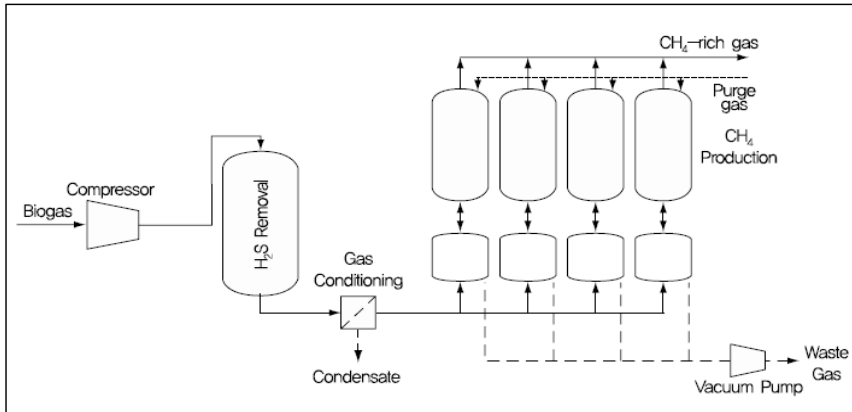 CH₄-rich gas
Purge
gas
CH₄
Production
Compressor
Biogas
H₂S Removal
Gas
Conditioning
Condensate
Waste
Gas
Vacuum Pump